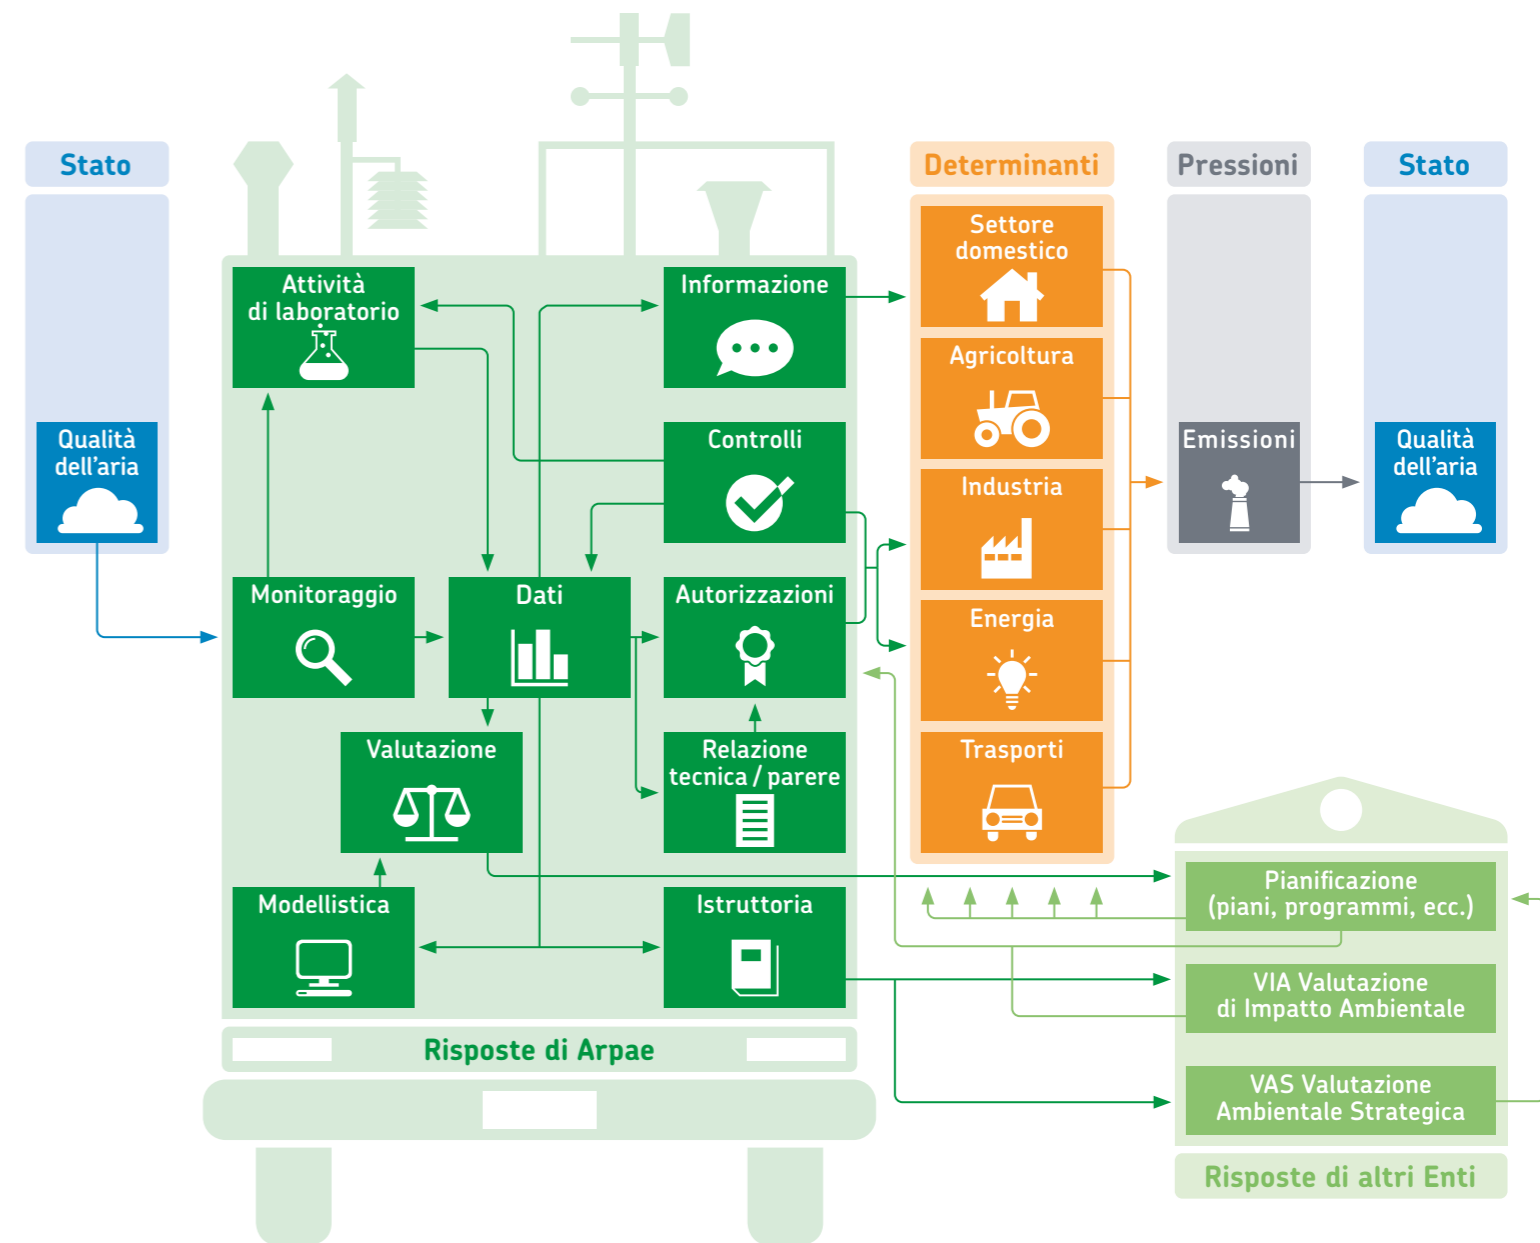 Stato
Qualità
dell'aria
Attività
di laboratorio
Informazione
Controlli
Monitoraggio
Dati
Autorizzazioni
Valutazione
Relazione
tecnica / parere
Modellistica
Istruttoria
Risposte di Arpae
Determinanti
Settore
domestico
Agricoltura
Industria
Energia
Trasporti
Pressioni
Emissioni
Stato
Qualità
dell'aria
Pianificazione
(piani, programmi, ecc.)
VIA Valutazione
di Impatto Ambientale
VAS Valutazione
Ambientale Strategica
Risposte di altri Enti